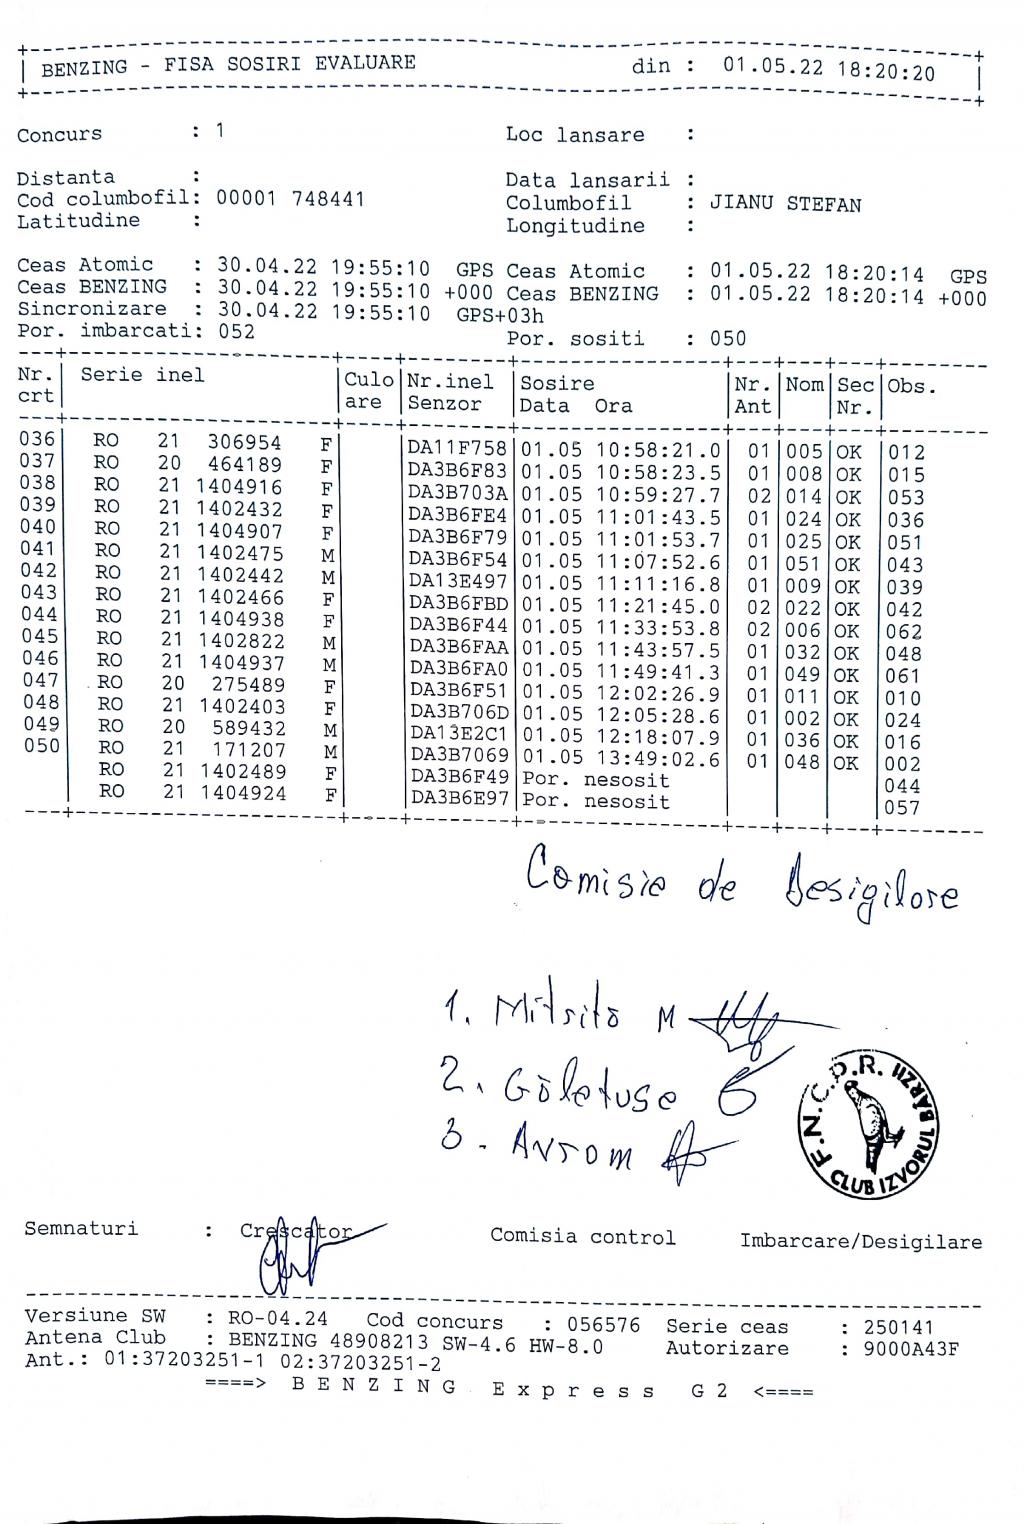 BENZING - FISA SOSIRI EVALUARE din : 01.05.22 18:20:20
Concurs : 1 Loc lansare :
Distanta : Data lansarii :
Cod columbofil: 00001 748441 Columbofil : JIANU STEFAN
Latitudine : Longitudine :
Ceas Atomic : 30.04.22 19:55:10 GPS Ceas Atomic : 01.05.22 18:20:14 GPS
Ceas BENZING : 30.04.22 19:55:10 +000 Ceas BENZING : 01.05.22 18:20:14 +000
Sincronizare : 30.04.22 19:55:10 GPS+03h
Por. imbarcati: 052 Por. sositi : 050
Nr. Serie inel Culo Nr.inel Sosire Nr. Nom Sec Obs.
crt are Senzor Data Ora Ant Nr.
036 RO 21 306954 F DA11F758 01.05 10:58:21.0 01 005 OK 012
037 RO 20 464189 F DA3B6F83 01.05 10:58:23.5 01 008 OK 015
038 RO 21 1404916 F DA3B703A 01.05 10:59:27.7 02 014 OK 053
039 RO 21 1402432 F DA3B6FE4 01.05 11:01:43.5 01 024 OK 036
040 RO 21 1404907 F DA3B6F79 01.05 11:01:53.7 01 025 OK 051
041 RO 21 1402475 M DA3B6F54 01.05 11:07:52.6 01 051 OK 043
042 RO 21 1402442 M DA13E497 01.05 11:11:16.8 01 009 OK 039
043 RO 21 1402466 F DA3B6FBD 01.05 11:21:45.0 02 022 OK 042
044 RO 21 1404938 F DA3B6F44 01.05 11:33:53.8 02 006 OK 062
045 RO 21 1402822 M DA3B6FAA 01.05 11:43:57.5 01 032 OK 048
046 RO 21 1404937 M DA3B6FA0 01.05 11:49:41.3 01 049 OK 061
047 RO 20 275489 F DA3B6F51 01.05 12:02:26.9 01 011 OK 010
048 RO 21 1402403 F DA3B706D 01.05 12:05:28.6 01 002 OK 024
049 RO 20 589432 M DA13E2C1 01.05 12:18:07.9 01 036 OK 016
050 RO 21 171207 M DA3B7069 01.05 13:49:02.6 01 048 OK 002
RO 21 1402489 F DA3B6F49 Por. nesosit 044
RO 21 1404924 F DA3B6E97 Por. nesosit 057
Comisie de Desigilare
1. Mitrită M
2. Găletuse G
3. Avram
F.N.C.P.R. CLUB IZVORUL BÂRZII
Semnaturi : Crescator Comisia control Imbarcare/Desigilare
Versiune SW : RO-04.24 Cod concurs : 056576 Serie ceas : 250141
Antena Club : BENZING 48908213 SW-4.6 HW-8.0 Autorizare : 9000A43F
Ant.: 01:37203251-1 02:37203251-2
====> B E N Z I N G E x p r e s s G 2 <====